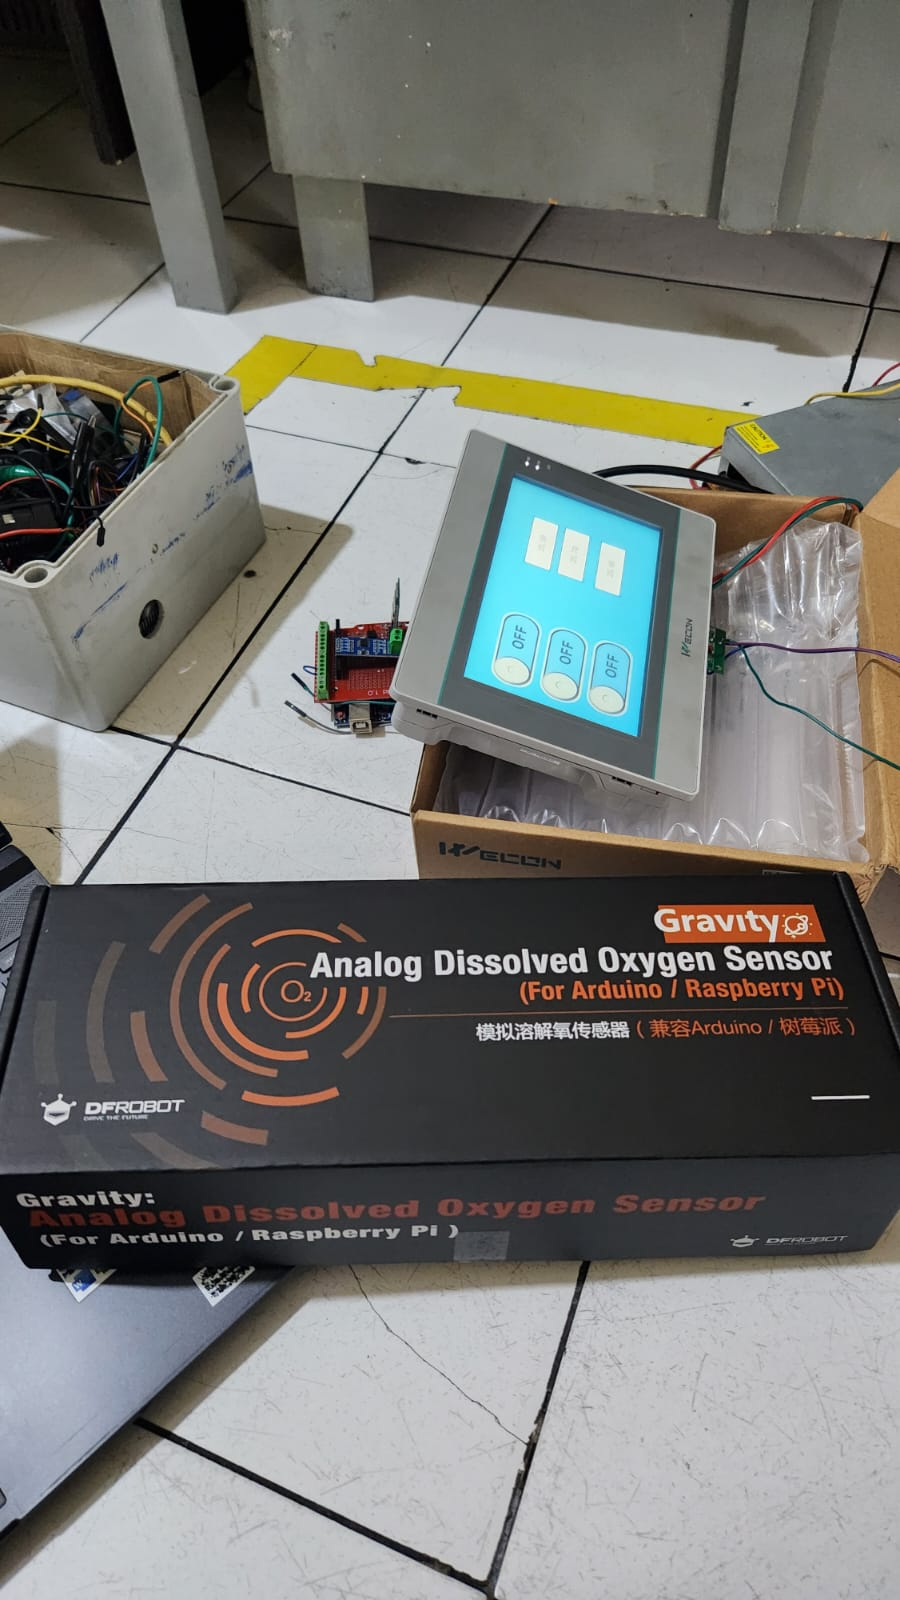 CAUTION
OFF
OFF
OFF
WECON
WECON
Gravity
Analog Dissolved Oxygen Sensor
(For Arduino / Raspberry Pi)
模拟溶解氧传感器（兼容Arduino / 树莓派）
O2
DFROBOT
DRIVE THE FUTURE
Gravity:
Analog Dissolved Oxygen Sensor
(For Arduino / Raspberry Pi )
DFROBOT